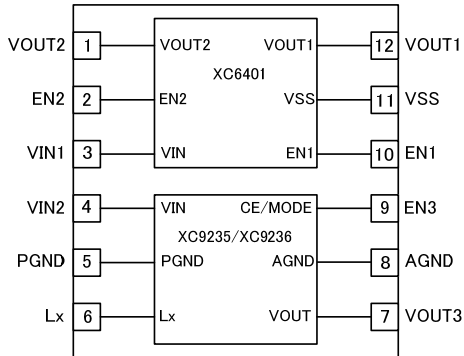 VOUT2 1 VOUT2 VOUT1 12 VOUT1
XC6401
EN2 2 EN2 VSS 11 VSS
VIN1 3 VIN EN1 10 EN1
VIN2 4 VIN CE/MODE 9 EN3
XC9235/XC9236
PGND 5 PGND AGND 8 AGND
Lx 6 Lx VOUT 7 VOUT3